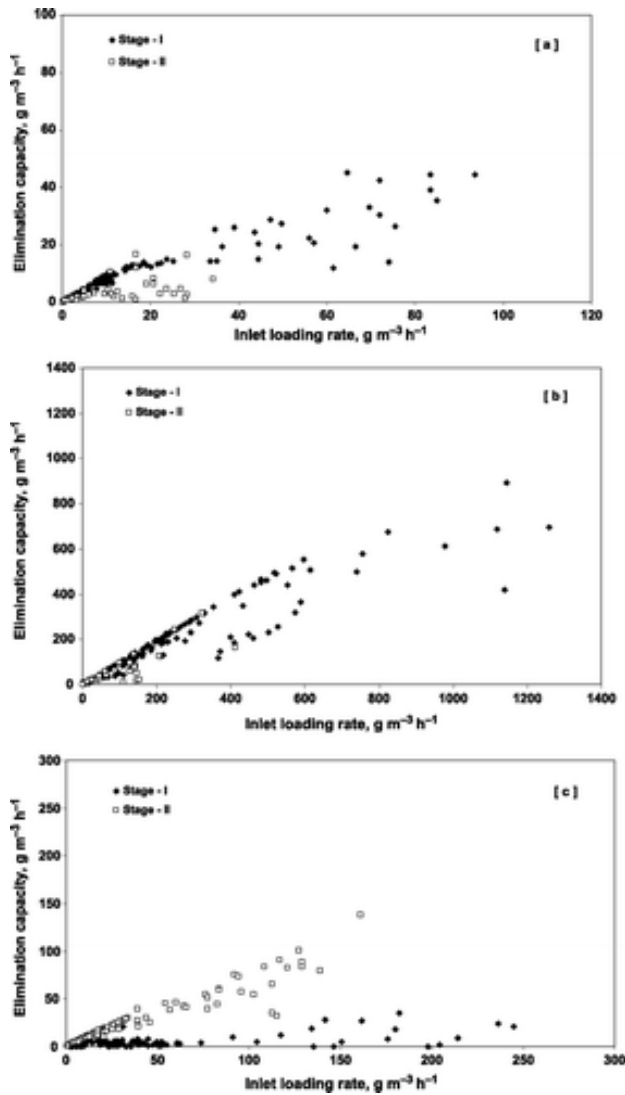 100
Stage - I
[ a ]
Stage - II
80
60
40
20
0
0 20 40 60 80 100 120
Elimination capacity, g m⁻³ h⁻¹
Inlet loading rate, g m⁻³ h⁻¹
1400
Stage - I
[ b ]
Stage - II
1200
1000
800
600
400
200
0
0 200 400 600 800 1000 1200 1400
Elimination capacity, g m⁻³ h⁻¹
Inlet loading rate, g m⁻³ h⁻¹
300
Stage - I
[ c ]
Stage - II
250
200
150
100
50
0
0 50 100 150 200 250 300
Elimination capacity, g m⁻³ h⁻¹
Inlet loading rate, g m⁻³ h⁻¹